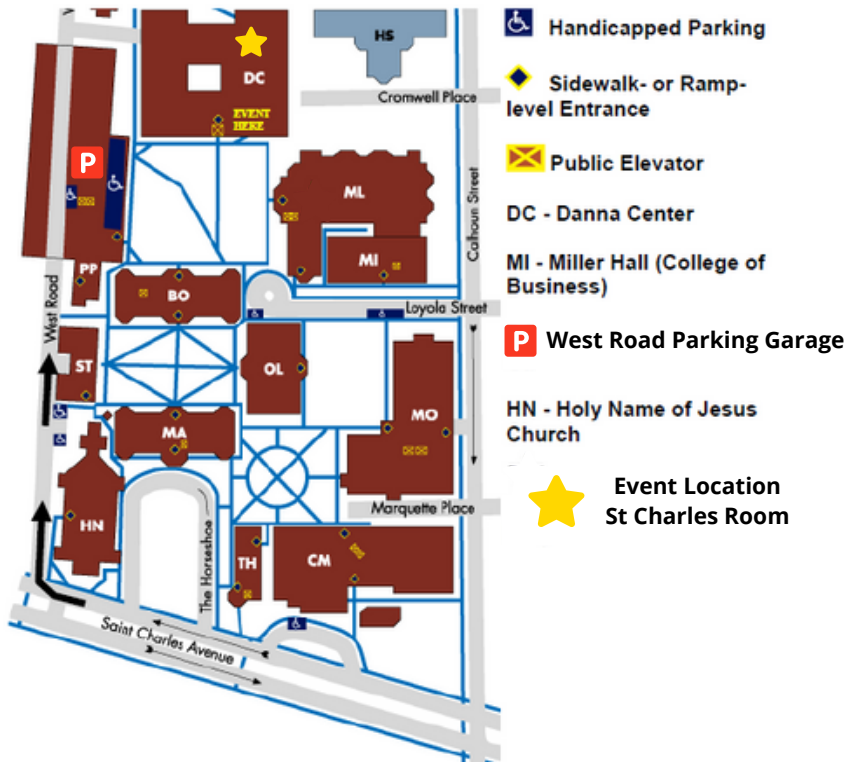 HS
DC
EVENT
HERE
Cromwell Place
P
ML
Calhoun Street
MI
PP
BO
Loyola Street
West Road
ST
OL
MO
MA
HN
Marquette Place
The Horseshoe
TH
CM
Saint Charles Avenue
Handicapped Parking
Sidewalk- or Ramp-
level Entrance
Public Elevator
DC - Danna Center
MI - Miller Hall (College of
Business)
P West Road Parking Garage
HN - Holy Name of Jesus
Church
Event Location
St Charles Room